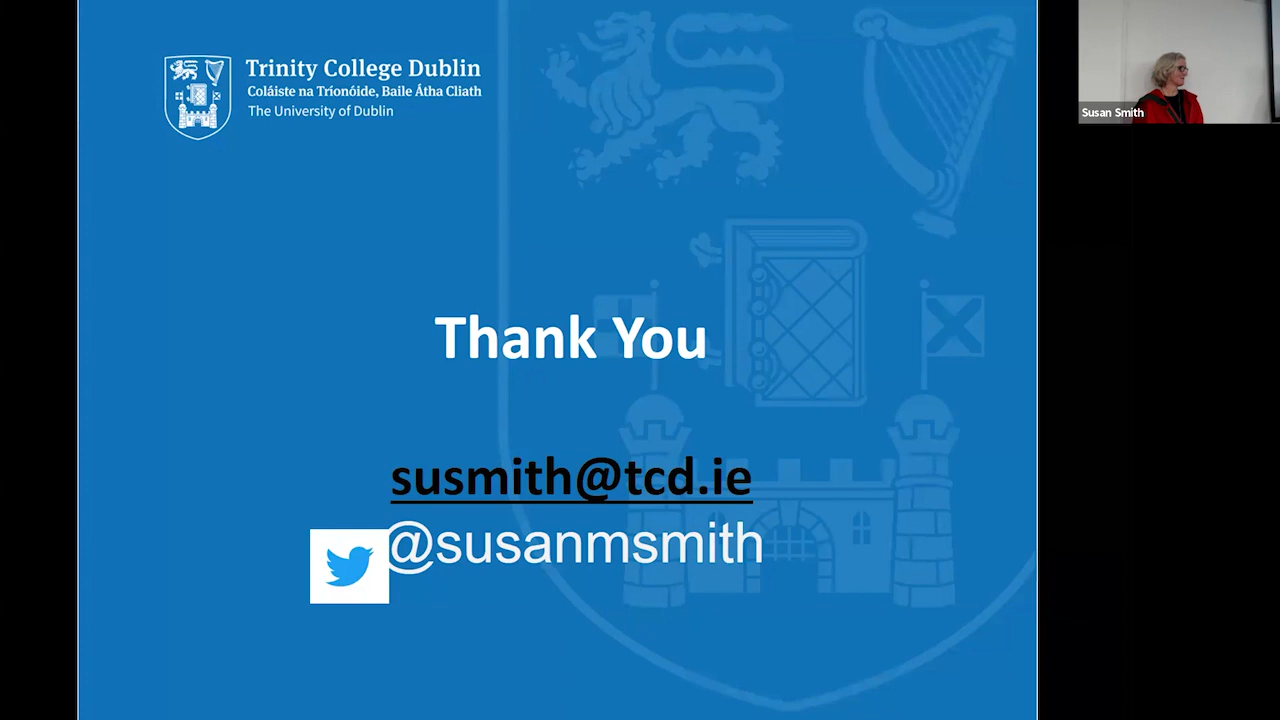 Trinity College Dublin
Coláiste na Tríonóide, Baile Átha Cliath
The University of Dublin
Susan Smith
Thank You
susmith@tcd.ie
@susanmsmith